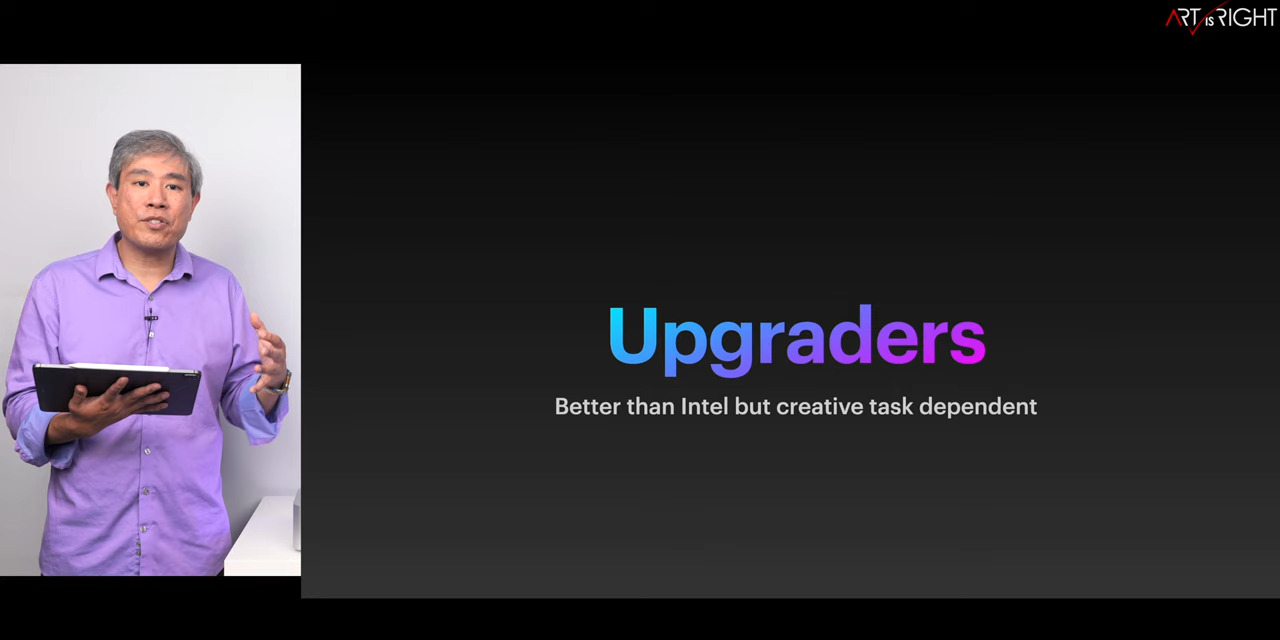 ART is RIGHT
Upgraders
Better than Intel but creative task dependent